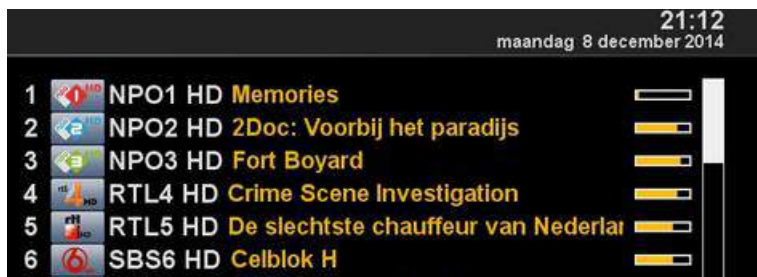 21:12
maandag 8 december 2014
1 NPO1 HD Memories
2 NPO2 HD 2Doc: Voorbij het paradijs
3 NPO3 HD Fort Boyard
4 RTL4 HD Crime Scene Investigation
5 RTL5 HD De slechtste chauffeur van Nederlar
6 SBS6 HD Celblok H